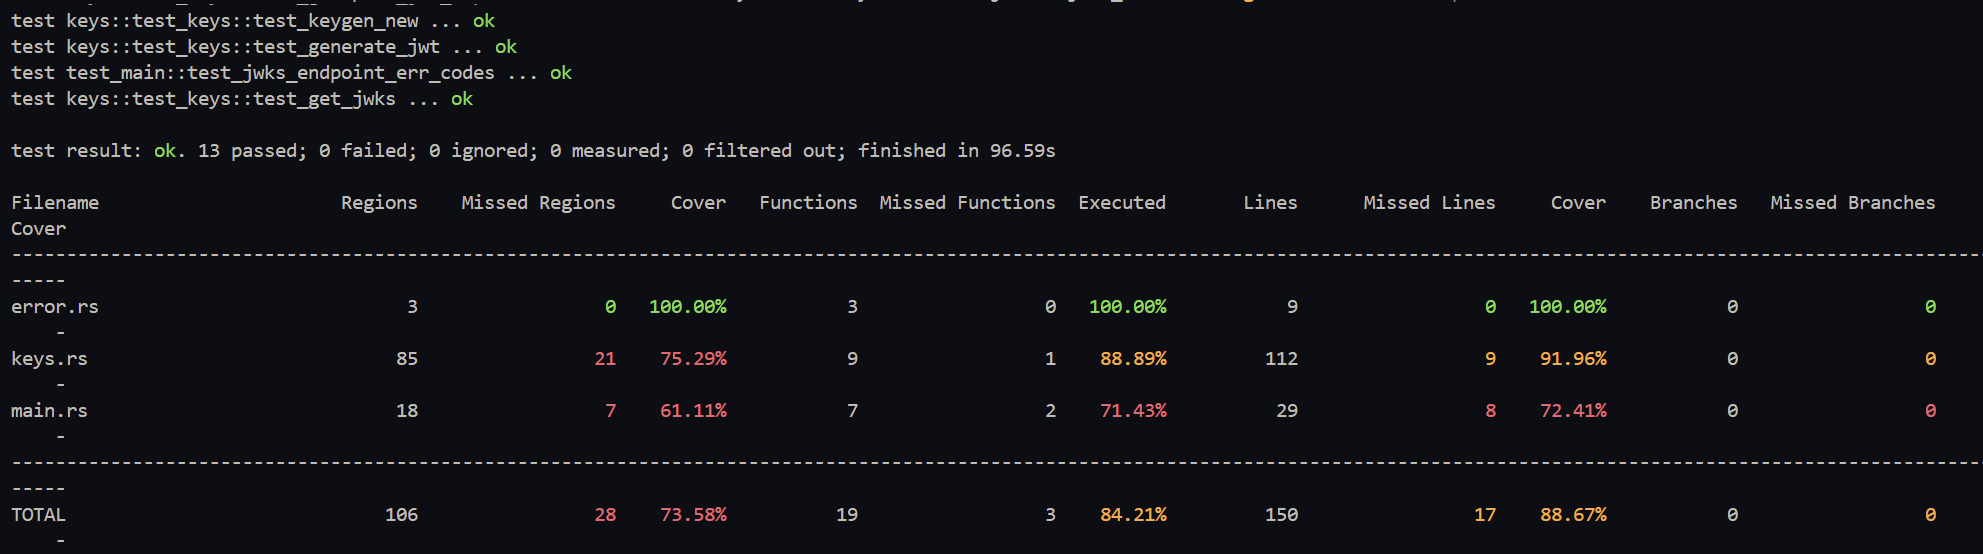 test keys::test_keys::test_keygen_new ... ok
test keys::test_keys::test_generate_jwt ... ok
test test_main::test_jwks_endpoint_err_codes ... ok
test keys::test_keys::test_get_jwks ... ok
test result: ok. 13 passed; 0 failed; 0 ignored; 0 measured; 0 filtered out; finished in 96.59s
Filename Regions Missed Regions Cover Functions Missed Functions Executed Lines Missed Lines Cover Branches Missed Branches
Cover
------------------------------------------------------------------------------------------------------------------------------------------------------------------------------------
-----
error.rs 3 0 100.00% 3 0 100.00% 9 0 100.00% 0 0
-
keys.rs 85 21 75.29% 9 1 88.89% 112 9 91.96% 0 0
-
main.rs 18 7 61.11% 7 2 71.43% 29 8 72.41% 0 0
-
------------------------------------------------------------------------------------------------------------------------------------------------------------------------------------
-----
TOTAL 106 28 73.58% 19 3 84.21% 150 17 88.67% 0 0
-